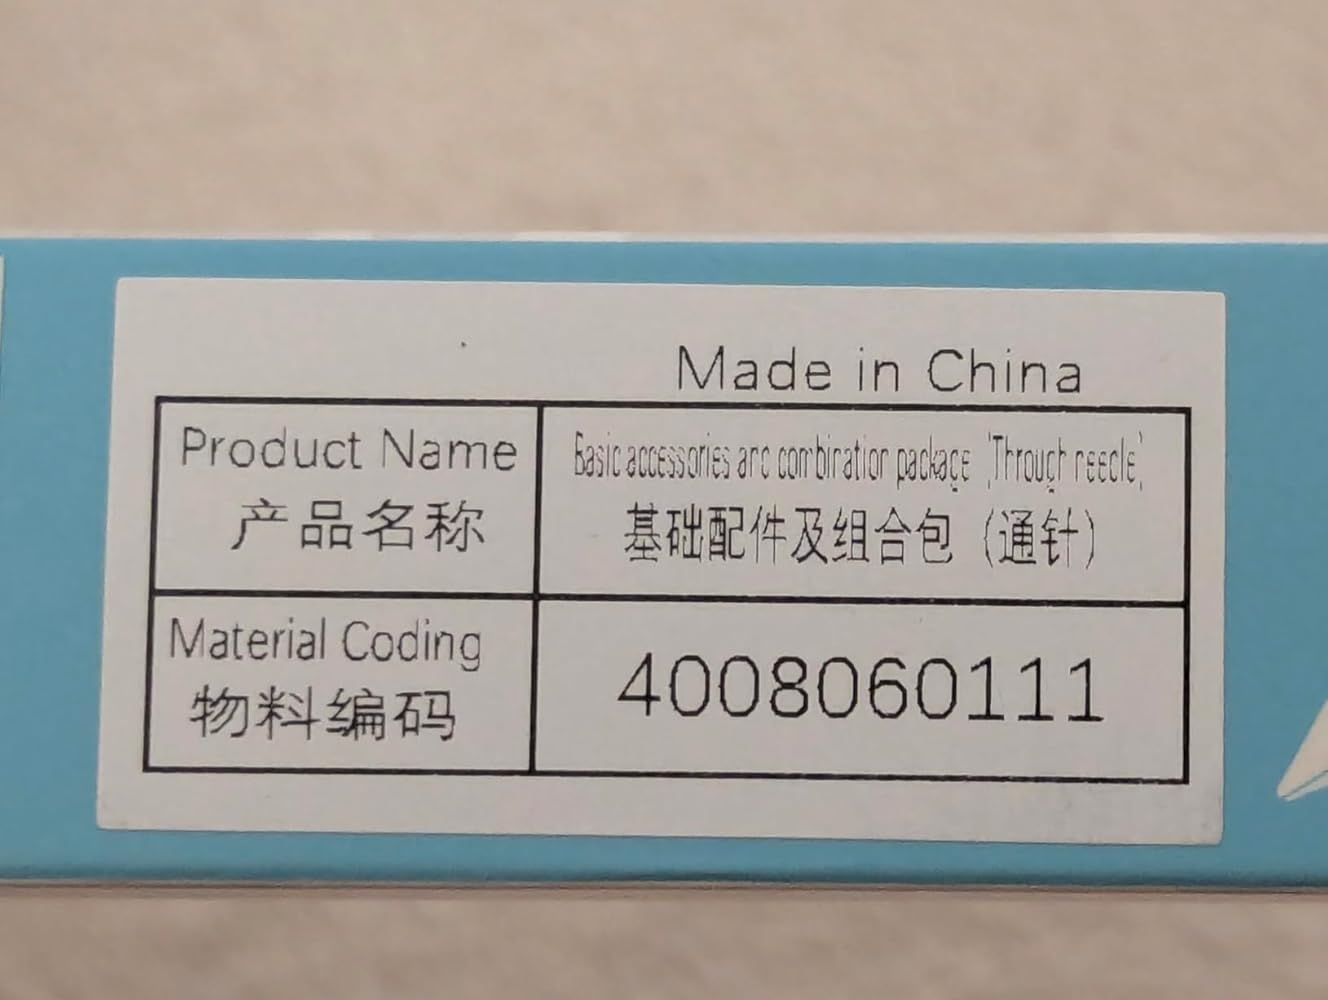 Made in China
Product Name
产品名称
Basic accessories and combination package (Through needle)
基础配件及组合包（通针）
Material Coding
物料编码
4008060111